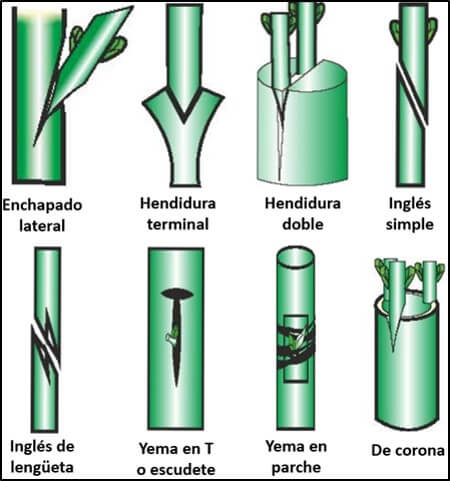 Enchapado
lateral
Hendidura
terminal
Hendidura
doble
Inglés
simple
Inglés de
lengüeta
Yema en T
o escudete
Yema en
parche
De corona